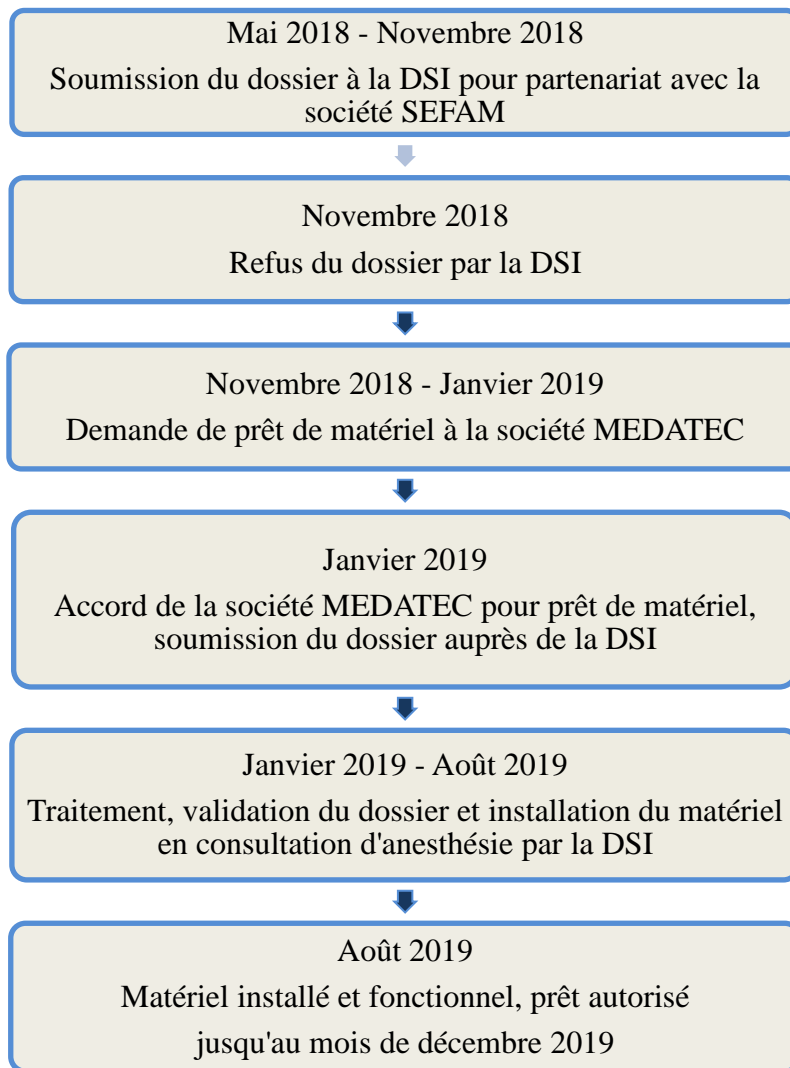 Mai 2018 - Novembre 2018
Soumission du dossier à la DSI pour partenariat avec la
société SEFAM
Novembre 2018
Refus du dossier par la DSI
Novembre 2018 - Janvier 2019
Demande de prêt de matériel à la société MEDATEC
Janvier 2019
Accord de la société MEDATEC pour prêt de matériel,
soumission du dossier auprès de la DSI
Janvier 2019 - Août 2019
Traitement, validation du dossier et installation du matériel
en consultation d'anesthésie par la DSI
Août 2019
Matériel installé et fonctionnel, prêt autorisé
jusqu'au mois de décembre 2019